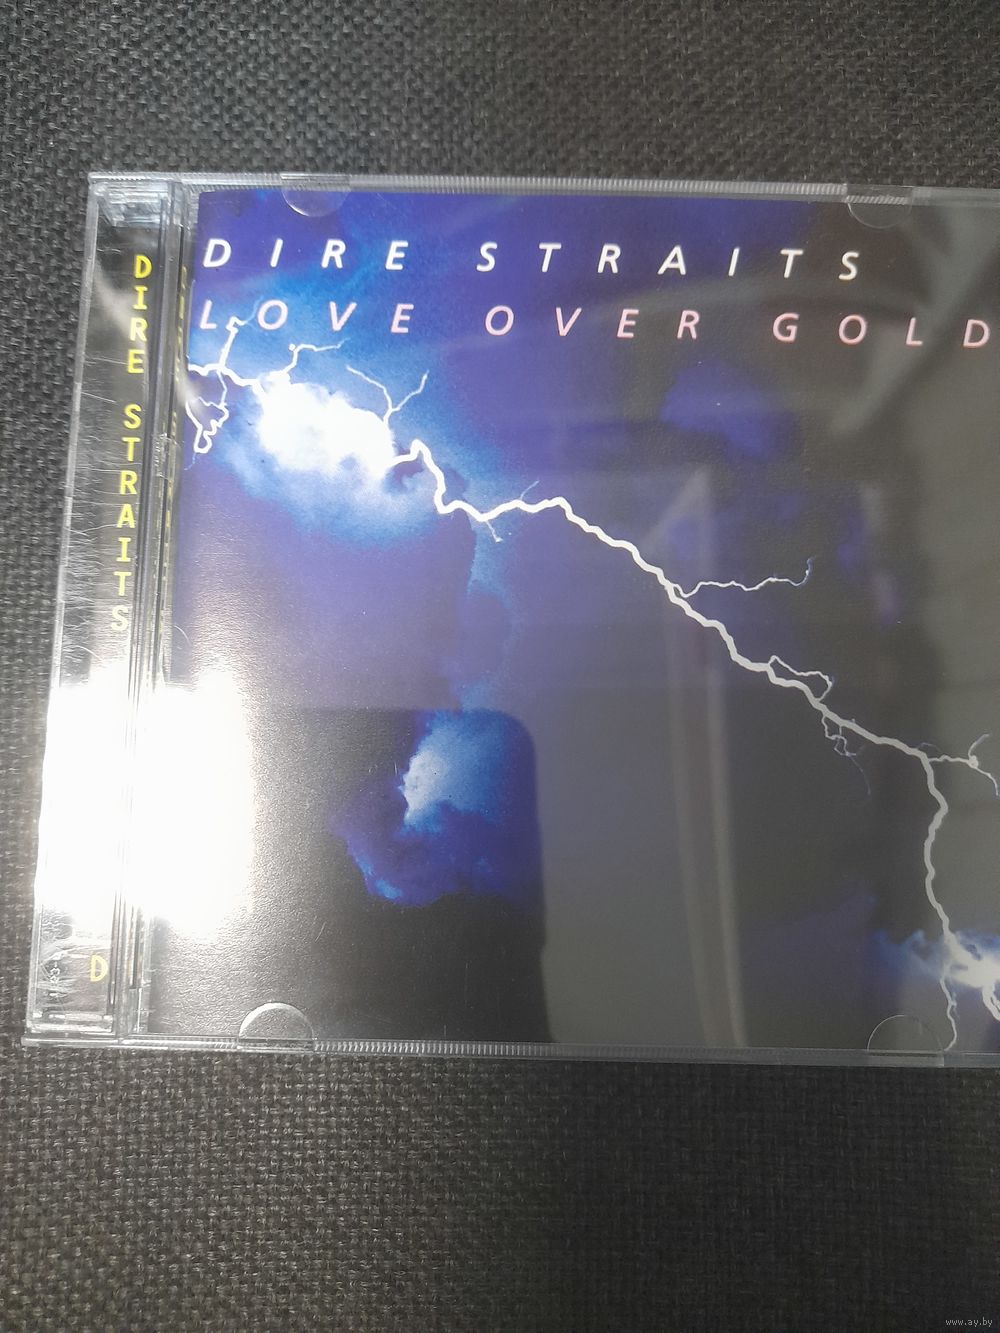 DIRE STRAITS
LOVE OVER GOLD
DIRE STRAITS
D
www.ay.by